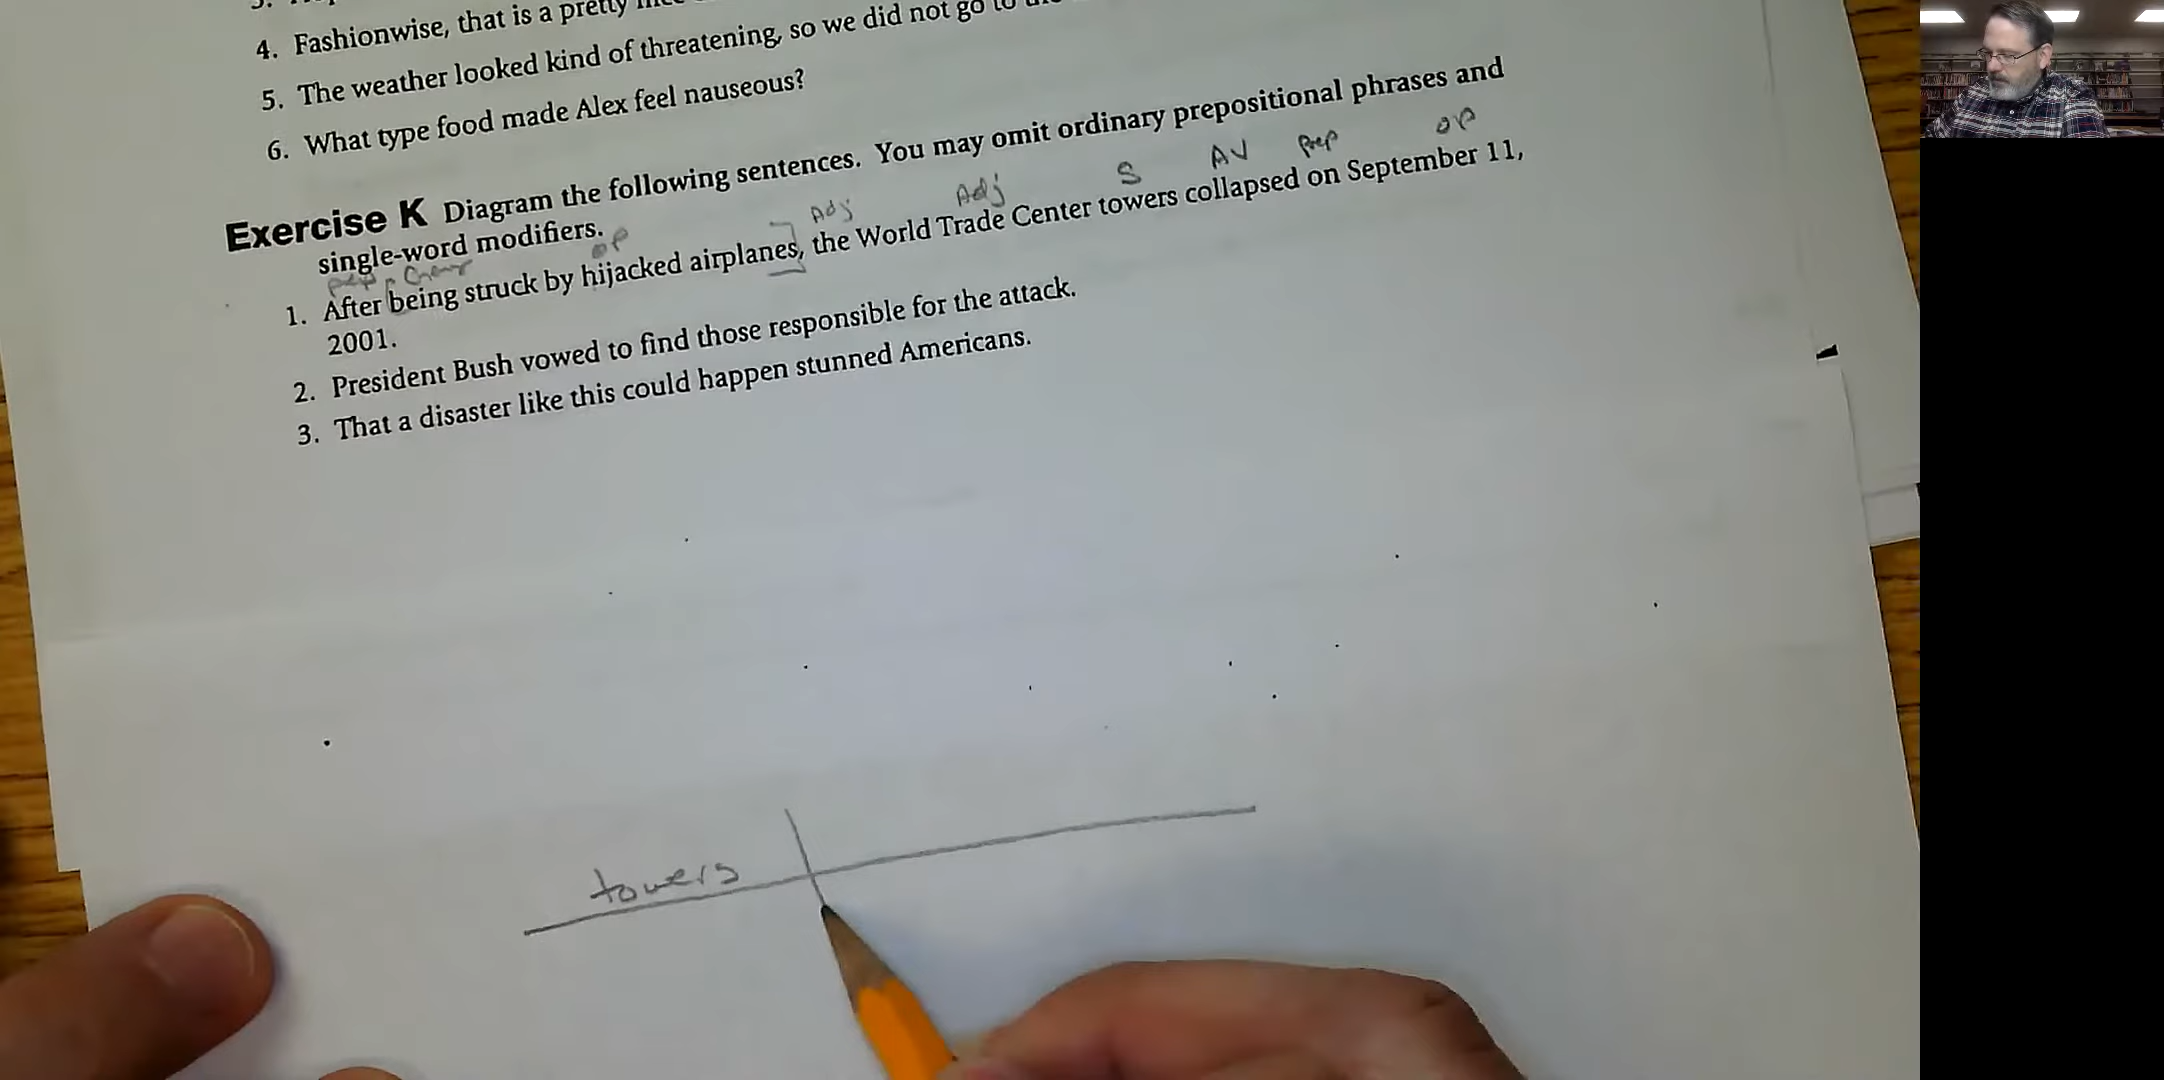 4. Fashionwise, that is a pretty
5. The weather looked kind of threatening, so we did not go to
6. What type food made Alex feel nauseous?
Exercise K Diagram the following sentences. You may omit ordinary prepositional phrases and
single-word modifiers.
OP Adj Adj S AV prep OP
1. After being struck by hijacked airplanes, the World Trade Center towers collapsed on September 11,
2001.
2. President Bush vowed to find those responsible for the attack.
3. That a disaster like this could happen stunned Americans.
towers